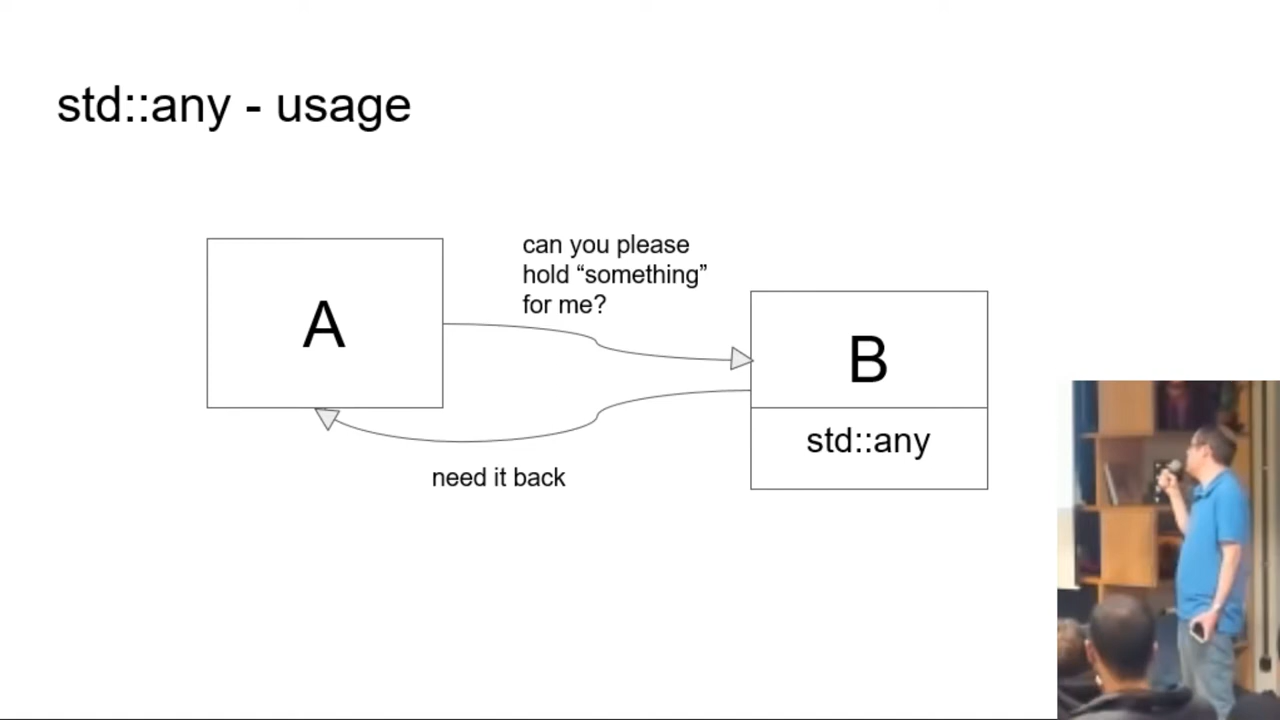 std::any - usage
can you please
hold “something”
for me?
A
B
std::any
need it back